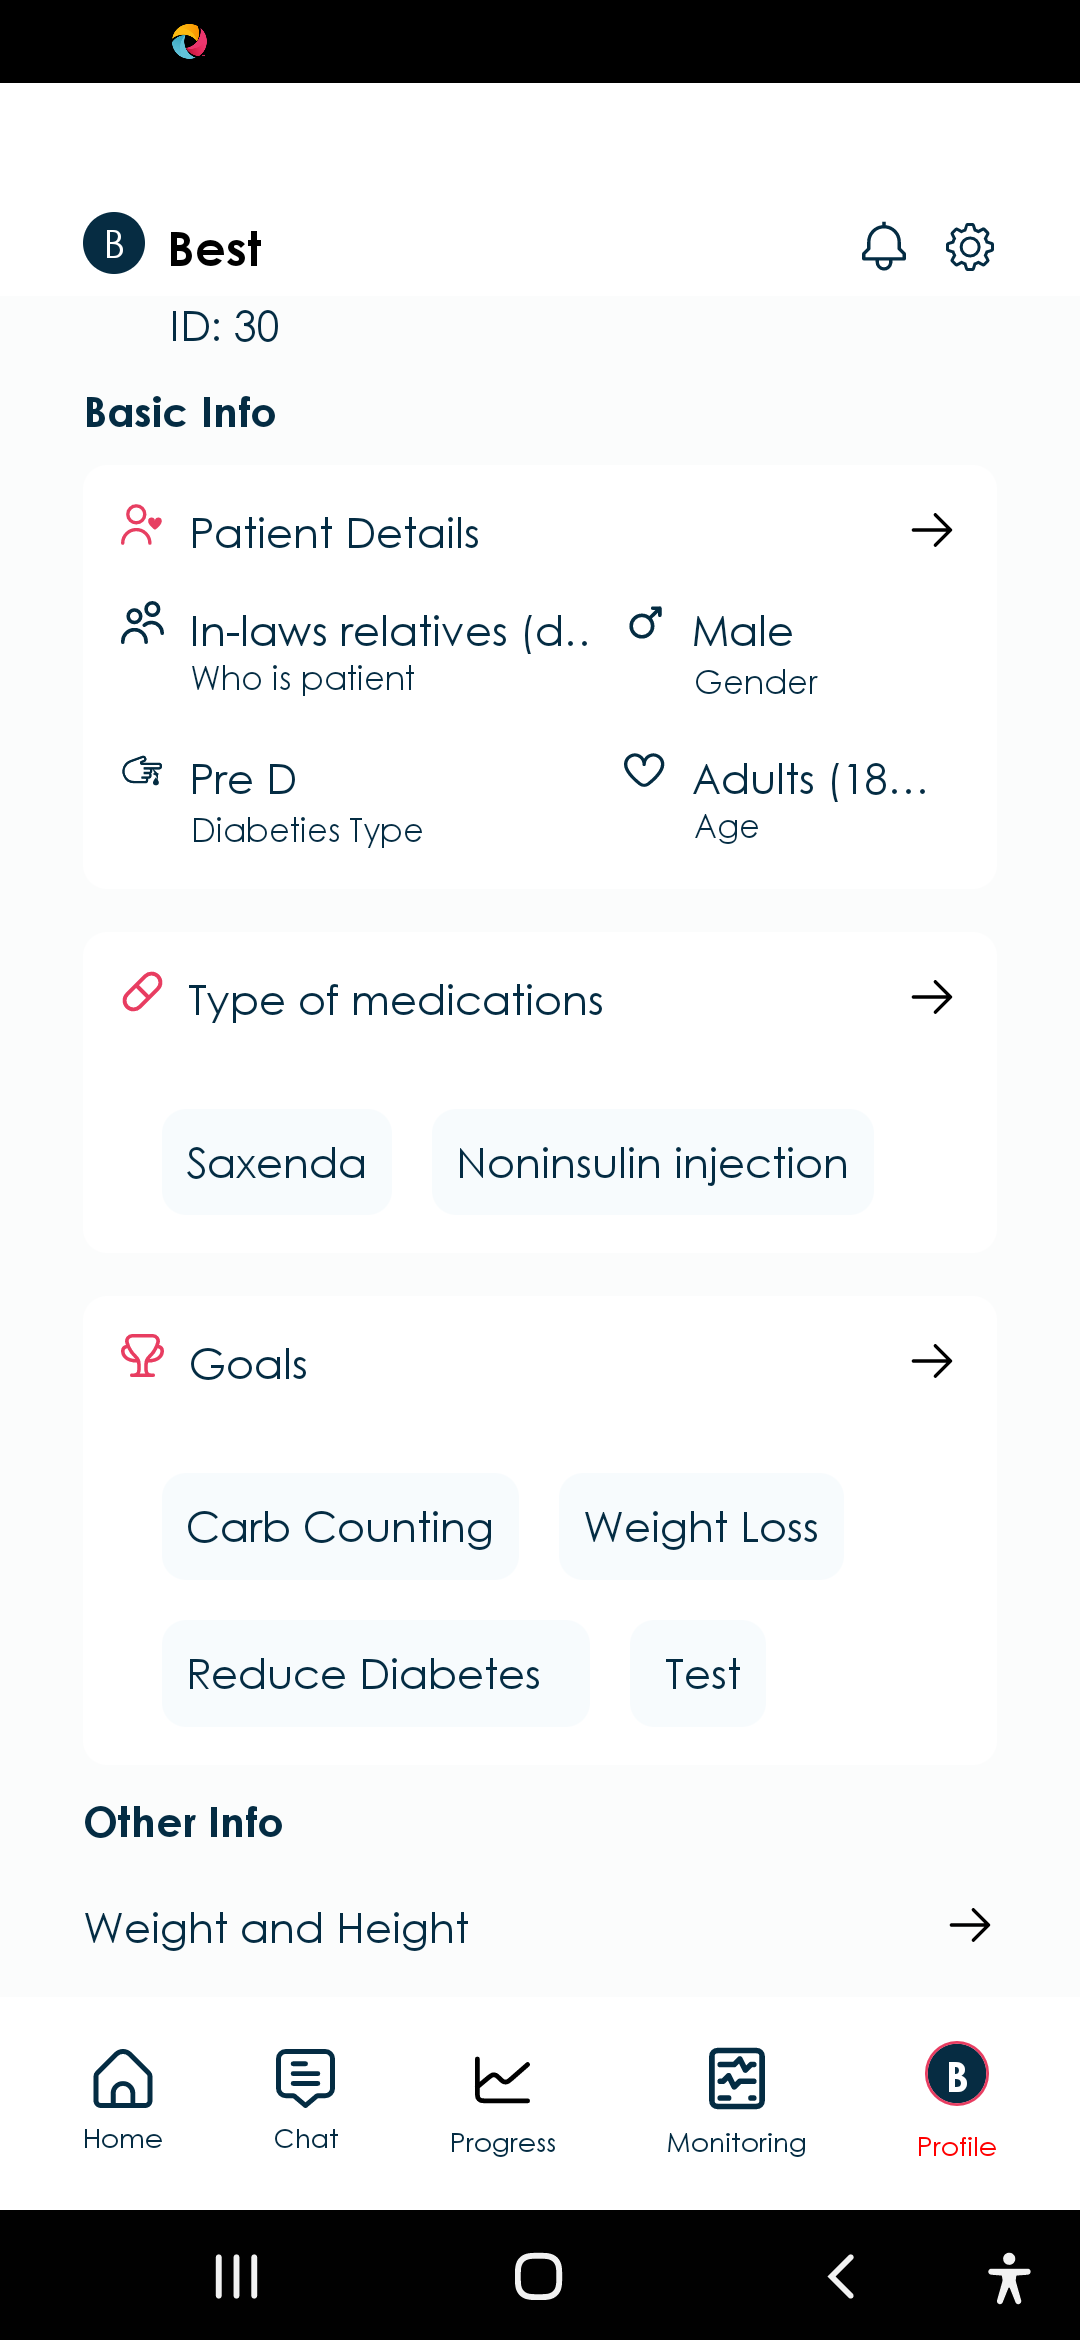 B Best
ID: 30
Basic Info
Patient Details
In-laws relatives (d.. Male
Who is patient Gender
Pre D Adults (18...
Diabeties Type Age
Type of medications
Saxenda Noninsulin injection
Goals
Carb Counting Weight Loss
Reduce Diabetes Test
Other Info
Weight and Height
B
Home Chat Progress Monitoring Profile